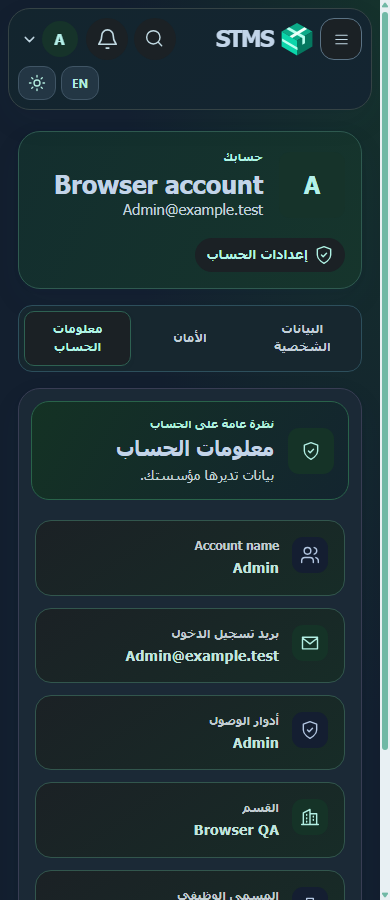 STMS
A
EN
حسابك
Browser account
A
Admin@example.test
إعدادات الحساب
البيانات
الشخصية
الأمان
معلومات
الحساب
نظرة عامة على الحساب
معلومات الحساب
بيانات تديرها مؤسستك.
Account name
Admin
بريد تسجيل الدخول
Admin@example.test
أدوار الوصول
Admin
القسم
Browser QA
المسمى الوظيفي